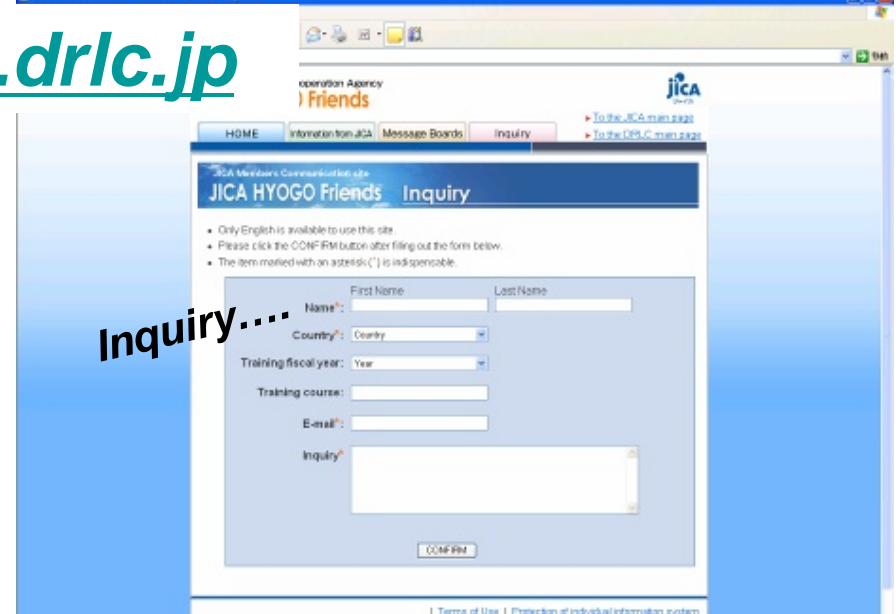 .drlc.jp
operation Agency
Friends
jica
To the JICA main page
To the DRLC main page
HOME
Information from JICA
Message Boards
Inquiry
JICA Members Communication site
JICA HYOGO Friends Inquiry
Only English is available to use this site.
Please click the CONFIRM button after filling out the form below.
The item marked with an asterisk (*) is indispensable.
First Name Last Name
Name*:
Inquiry....
Country*: Country
Training fiscal year: Year
Training course:
E-mail*:
Inquiry*
CONFIRM
| Terms of Use | Protection of individual information system